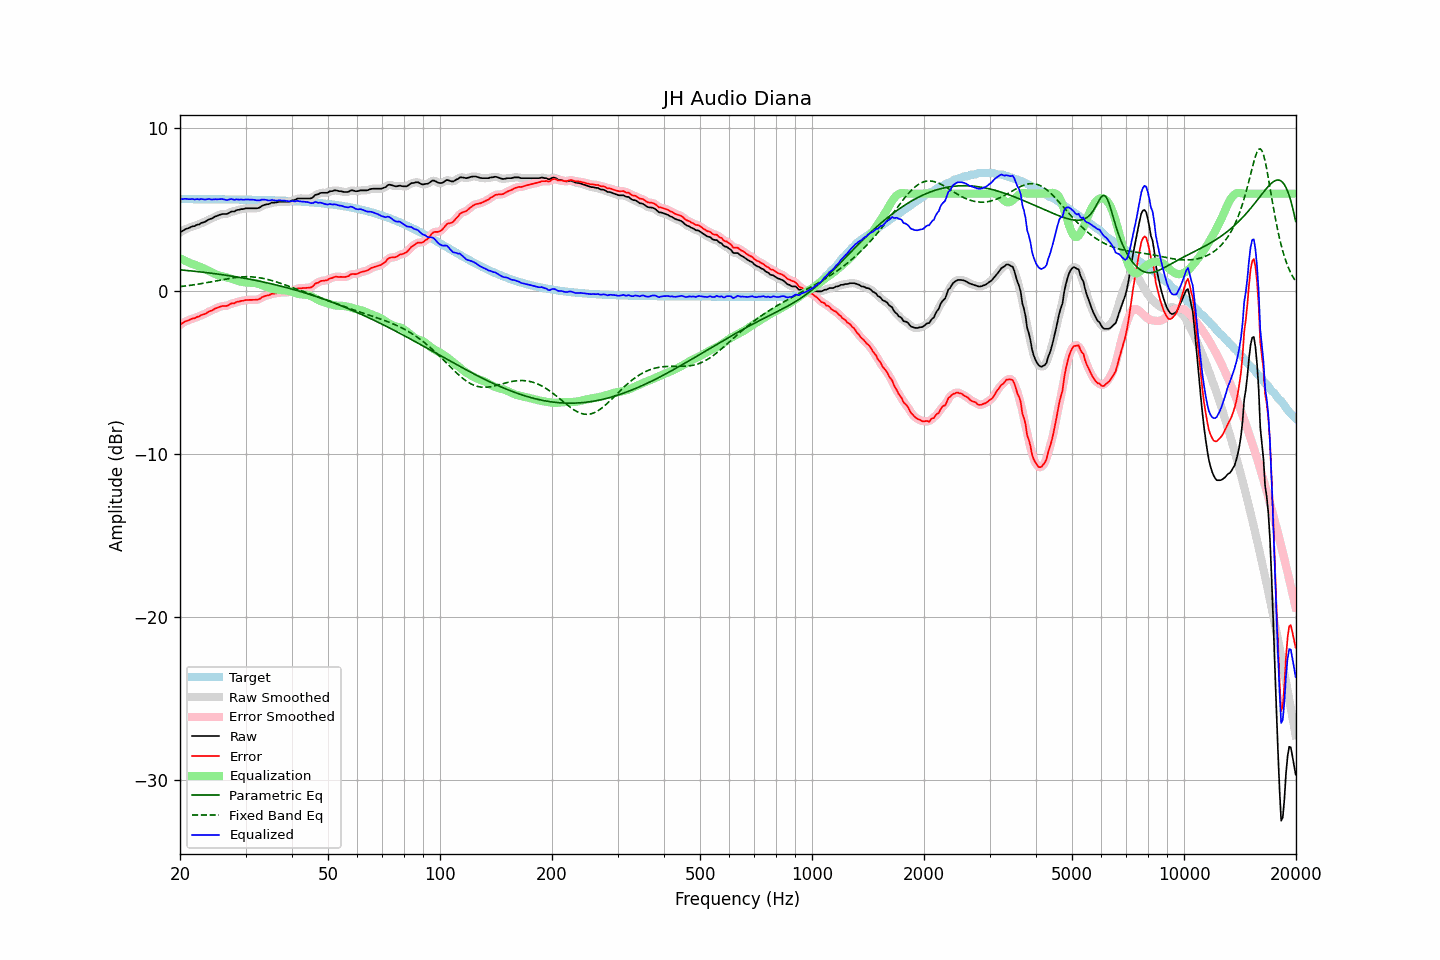 JH Audio Diana
10
0
−10
−20
−30
Amplitude (dBr)
Target
Raw Smoothed
Error Smoothed
Raw
Error
Equalization
Parametric Eq
Fixed Band Eq
Equalized
20 50 100 200 500 1000 2000 5000 10000 20000
Frequency (Hz)